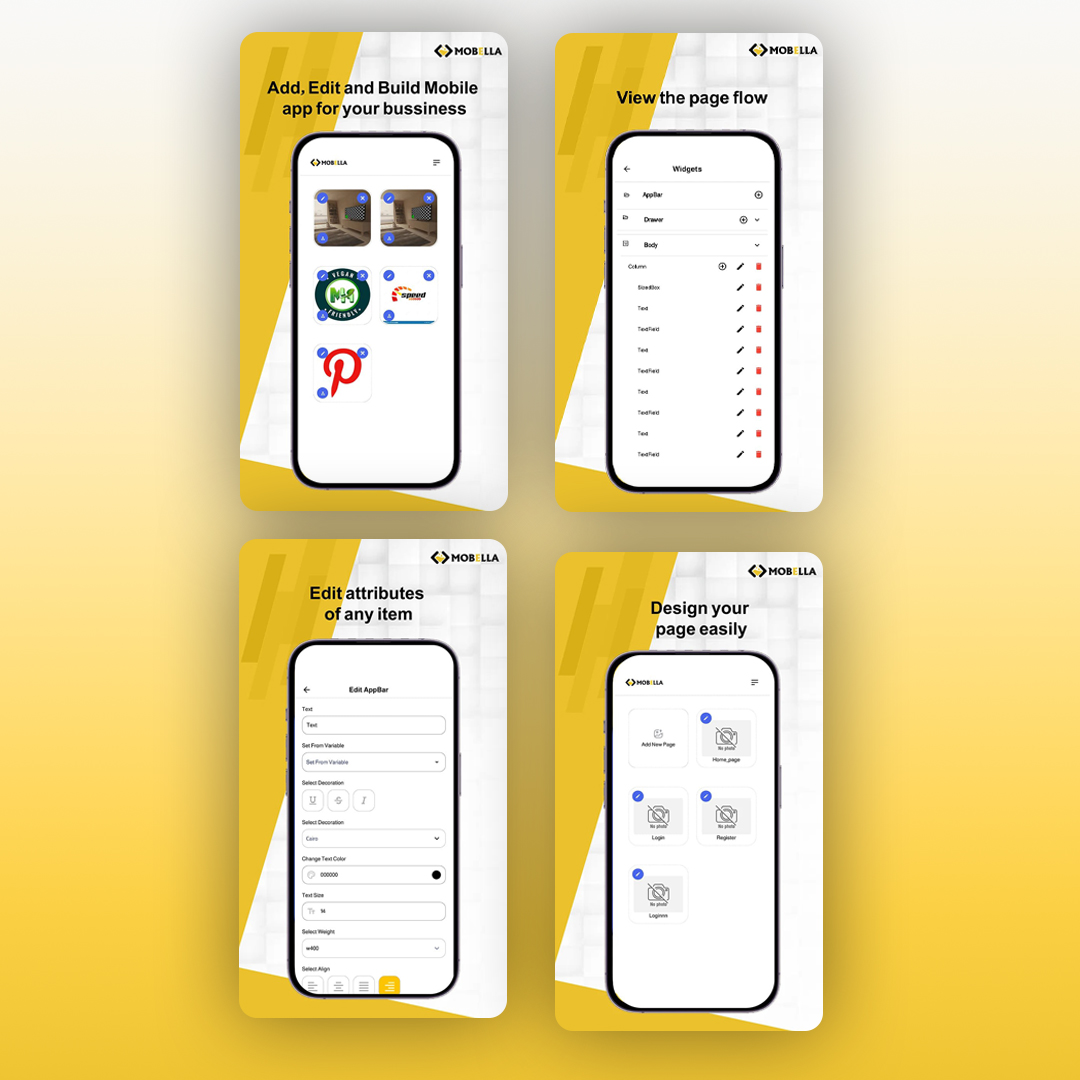 MOBELLA
Add, Edit and Build Mobile
app for your bussiness
MOBELLA
VEGAN
FRIENDLY
speed
MOBELLA
View the page flow
Widgets
AppBar
Drawer
Body
Column
SizedBox
Text
TextField
Text
TextField
Text
TextField
Text
TextField
MOBELLA
Edit attributes
of any item
Edit AppBar
Text
Text
Set From Variable
Set From Variable
Select Decoration
U S I
Select Decoration
Cairo
Change Text Color
000000
Text Size
Tr 14
Select Weight
w400
Select Align
MOBELLA
Design your
page easily
MOBELLA
Add New Page
No photo
Home_page
No photo
Login
No photo
Register
No photo
Loginnn